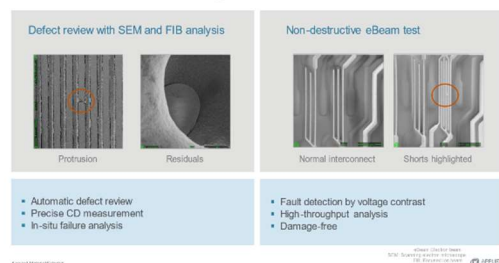 Defect review with SEM and FIB analysis
Protrusion
Residuals
Automatic defect review
Precise CD measurement
In-situ failure analysis
Non-destructive eBeam test
Normal interconnect
Shorts highlighted
Fault detection by voltage contrast
High-throughput analysis
Damage-free